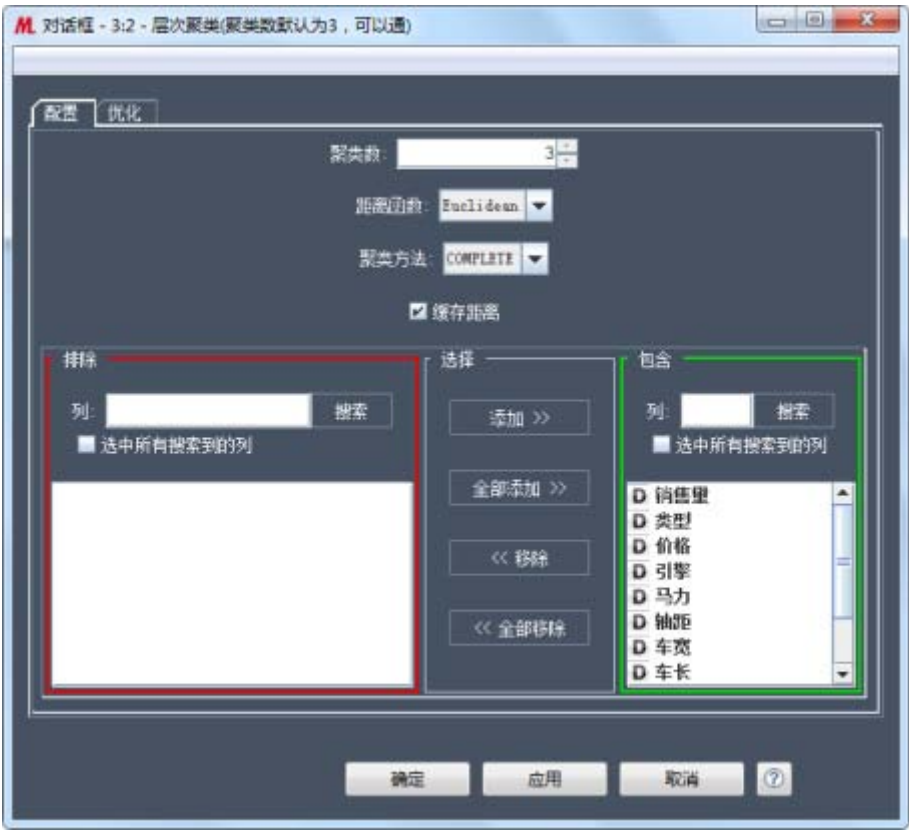 对话框 - 3:2 - 层次聚类(聚类数默认为3，可以通)
配置 优化
聚类数: 3
距离函数: Euclidean
聚类方法: COMPLETE
缓存距离
排除 选择 包含
列: 搜索 添加 >> 列: 搜索
选中所有搜索到的列 选中所有搜索到的列
全部添加 >>
<< 移除
<< 全部移除
D 销售量
D 类型
D 价格
D 引擎
D 马力
D 轴距
D 车宽
D 车长
确定 应用 取消 ?